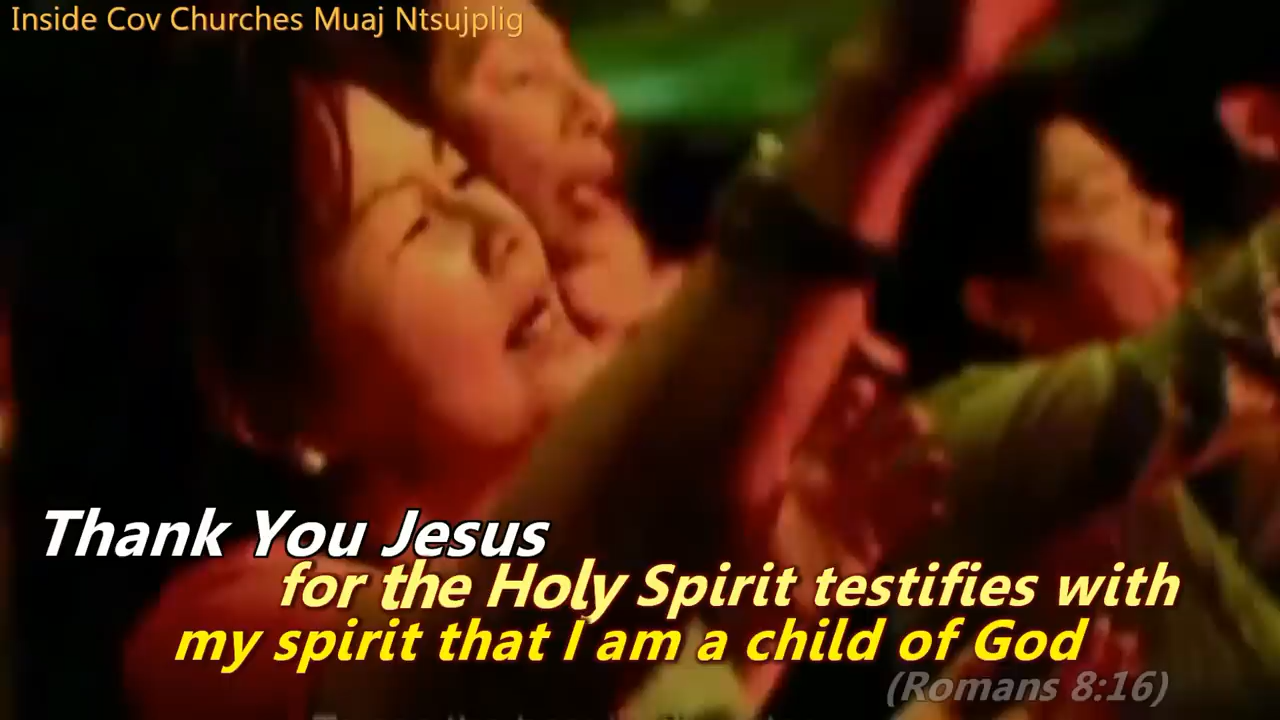 Inside Cov Churches Muaj Ntsujplig
Thank You Jesus
for the Holy Spirit testifies with
my spirit that I am a child of God
(Romans 8:16)